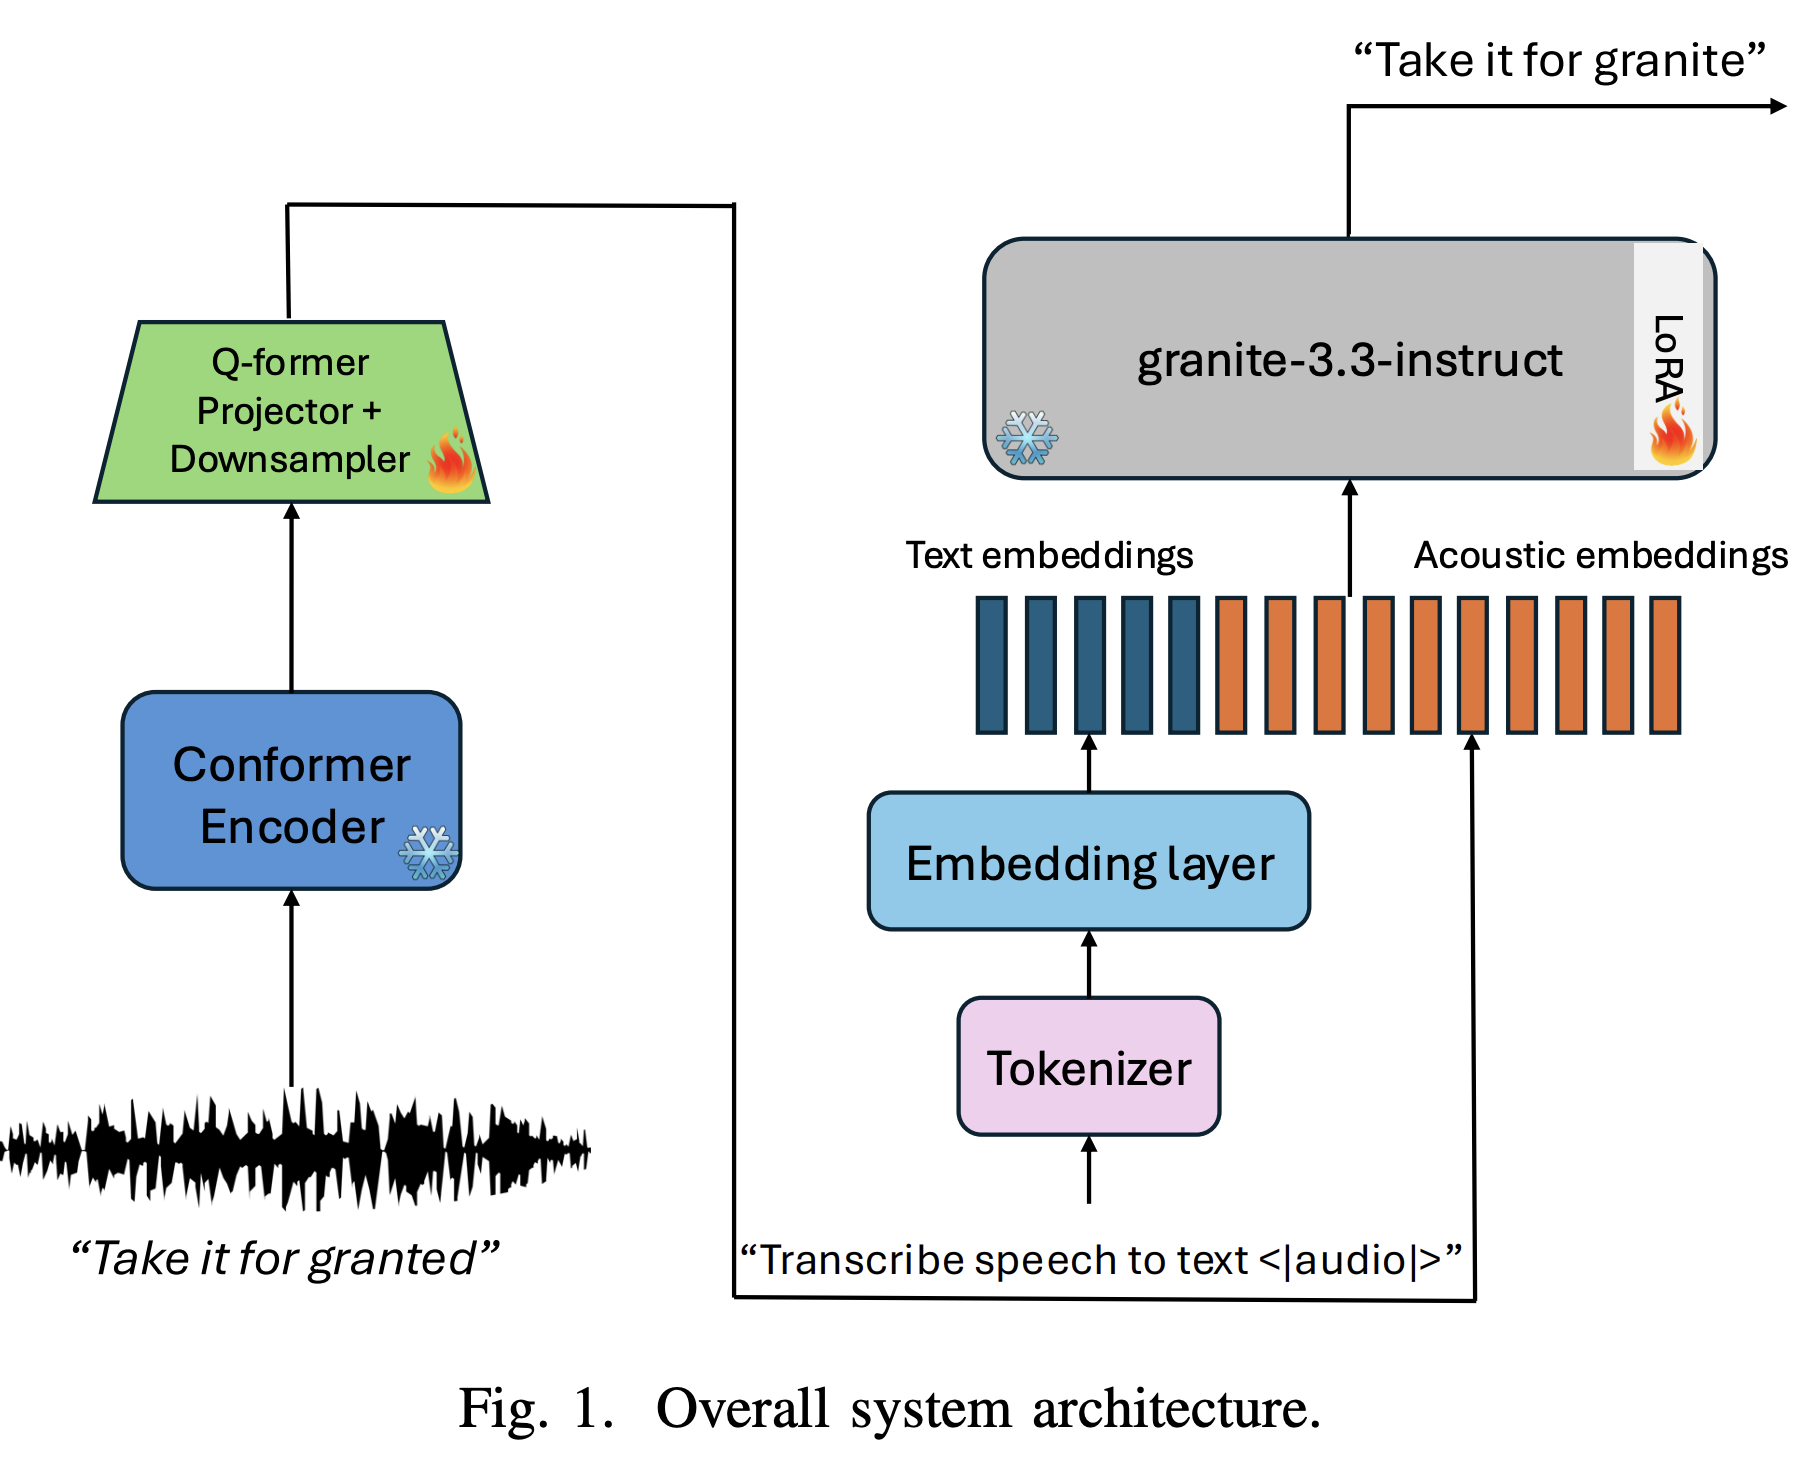 “Take it for granite”
Q-former
Projector +
Downsampler
granite-3.3-instruct
LoRA
Text embeddings
Acoustic embeddings
Conformer
Encoder
Embedding layer
Tokenizer
“Take it for granted”
“Transcribe speech to text <|audio|>”
Fig. 1. Overall system architecture.